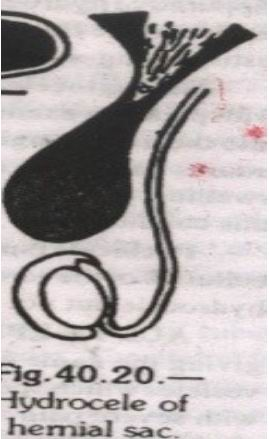 Fig.40.20.—
Hydrocele of
hernial sac.